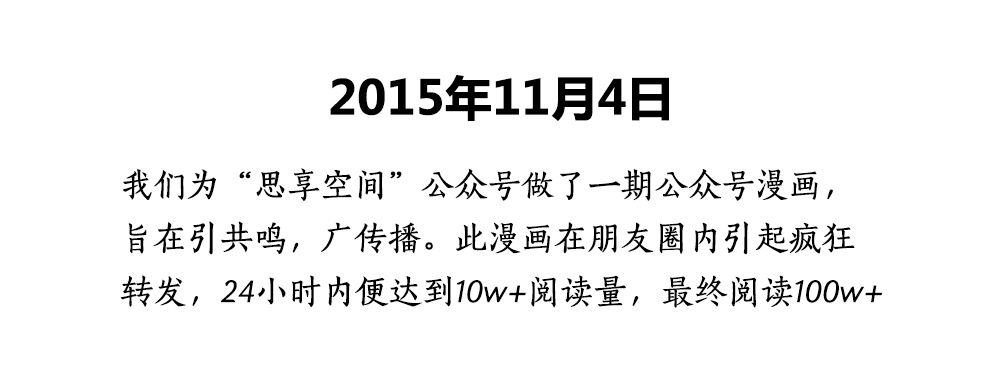 2015年11月4日
我们为“思享空间”公众号做了一期公众号漫画，
旨在引共鸣，广传播。此漫画在朋友圈内引起疯狂
转发，24小时内便达到10w+阅读量，最终阅读100w+